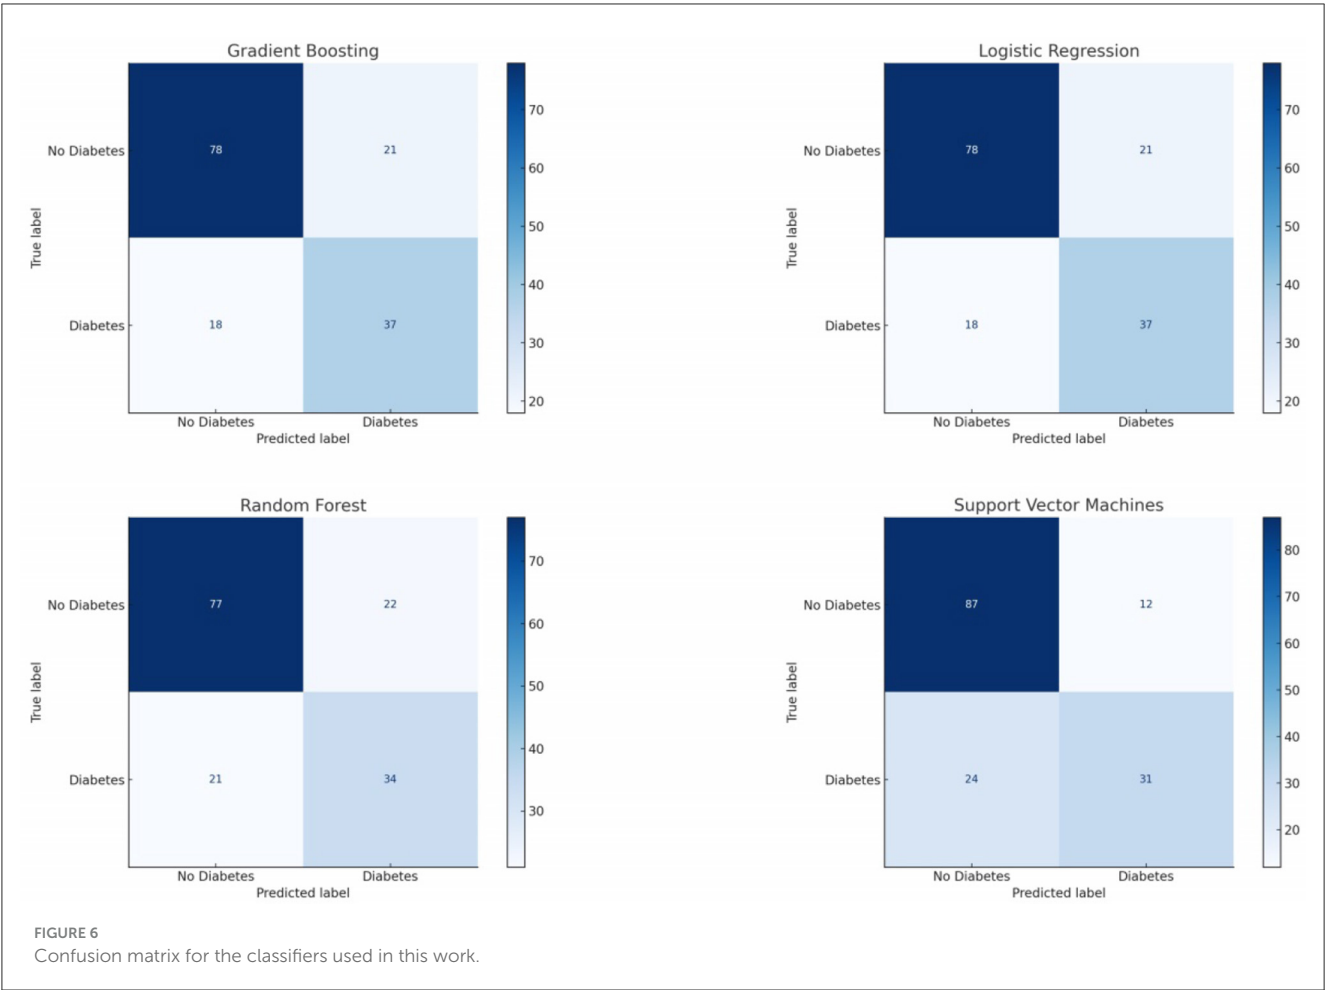 Gradient Boosting
No Diabetes
78
21
Diabetes
18
37
True label
No Diabetes
Diabetes
Predicted label
70
60
50
40
30
20
Logistic Regression
No Diabetes
78
21
Diabetes
18
37
True label
No Diabetes
Diabetes
Predicted label
70
60
50
40
30
20
Random Forest
No Diabetes
77
22
Diabetes
21
34
True label
No Diabetes
Diabetes
Predicted label
70
60
50
40
30
Support Vector Machines
No Diabetes
87
12
Diabetes
24
31
True label
No Diabetes
Diabetes
Predicted label
80
70
60
50
40
30
20
FIGURE 6
Confusion matrix for the classifiers used in this work.